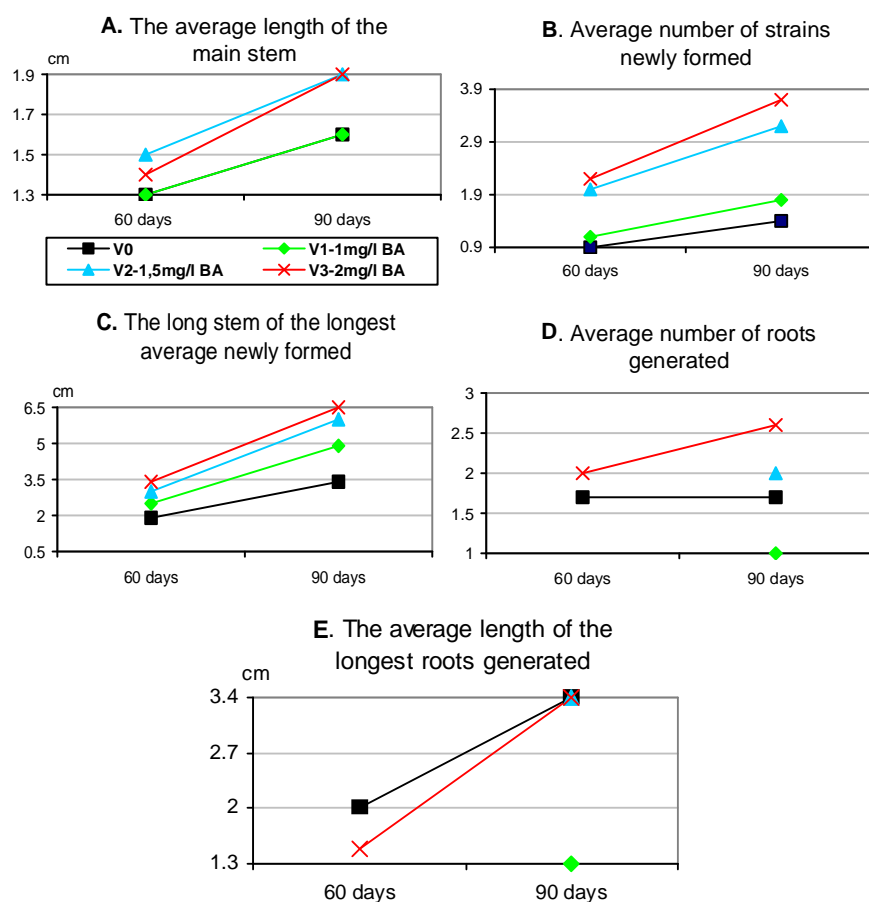 A. The average length of the
main stem
cm
1.9
1.7
1.5
1.3
60 days 90 days
V0 V1-1mg/l BA
V2-1,5mg/l BA V3-2mg/l BA
B. Average number of strains
newly formed
3.9
2.9
1.9
0.9
60 days 90 days
C. The long stem of the longest
average newly formed
cm
6.5
5
3.5
2
0.5
60 days 90 days
D. Average number of roots
generated
3
2.5
2
1.5
1
60 days 90 days
E. The average length of the
longest roots generated
cm
3.4
2.7
2
1.3
60 days 90 days